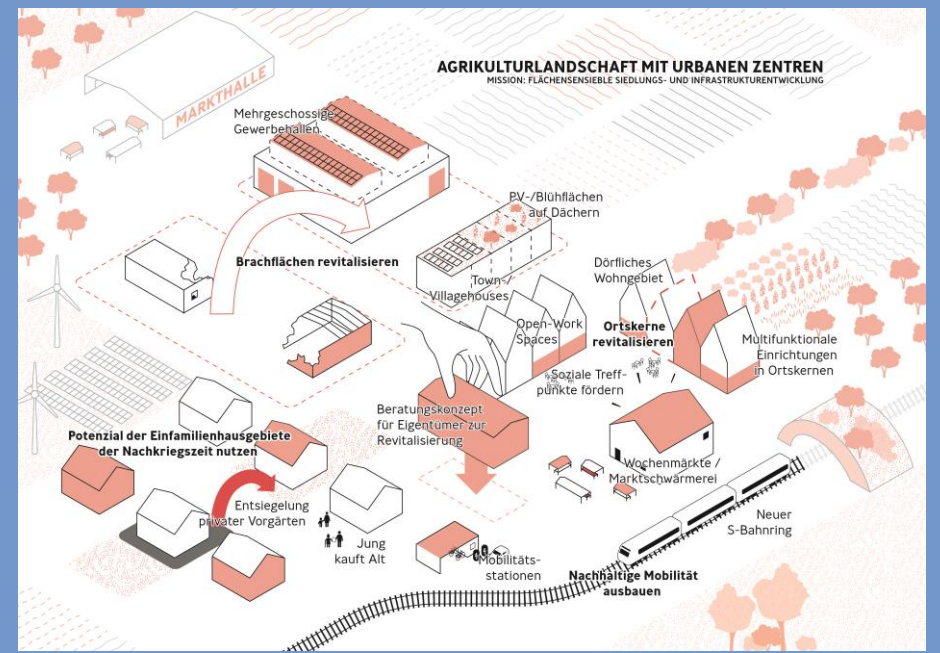 AGRIKULTURLANDSCHAFT MIT URBANEN ZENTREN
MISSION: FLÄCHENSENSIBLE SIEDLUNGS- UND INFRASTRUKTURENTWICKLUNG
MARKTHALLE
Mehrgeschossige
Gewerbehallen
PV-/Blühflächen
auf Dächern
Brachflächen revitalisieren
Dörfliches
Wohngebiet
Town-/
Villagehouses
Open-Work
Spaces
Ortskerne
revitalisieren
Multifunktionale
Einrichtungen
in Ortskernen
Soziale Treff-
punkte fördern
Beratungskonzept
für Eigentümer zur
Revitalisierung
Potenzial der Einfamilienhausgebiete
der Nachkriegszeit nutzen
Wochenmärkte /
Marktschwärmerei
Entsiegelung
privater Vorgärten
Neuer
S-Bahnring
Jung
kauft Alt
Mobilitäts-
stationen
Nachhaltige Mobilität
ausbauen